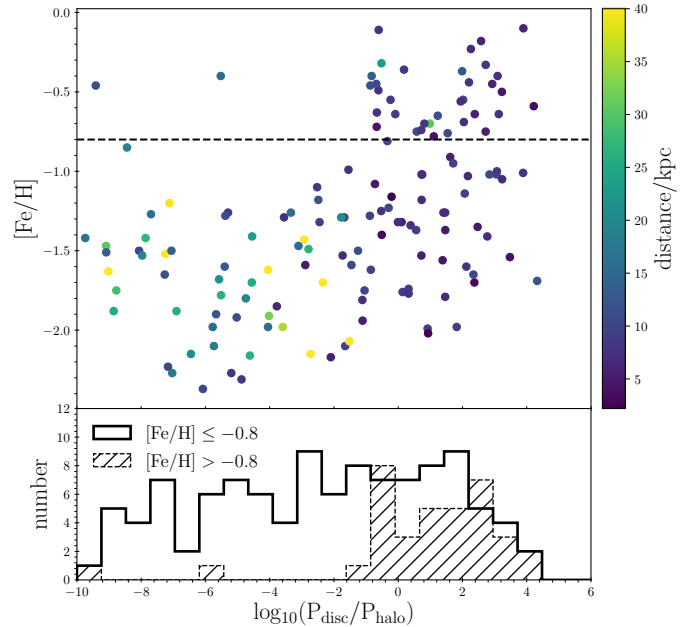 0.0
−0.5
−1.0
−1.5
−2.0
[Fe/H]
40
35
30
25
20
15
10
5
distance/kpc
12
10
8
6
4
2
0
number
[Fe/H] ≤ −0.8
[Fe/H] > −0.8
−10 −8 −6 −4 −2 0 2 4 6
log₁₀(P_disc/P_halo)